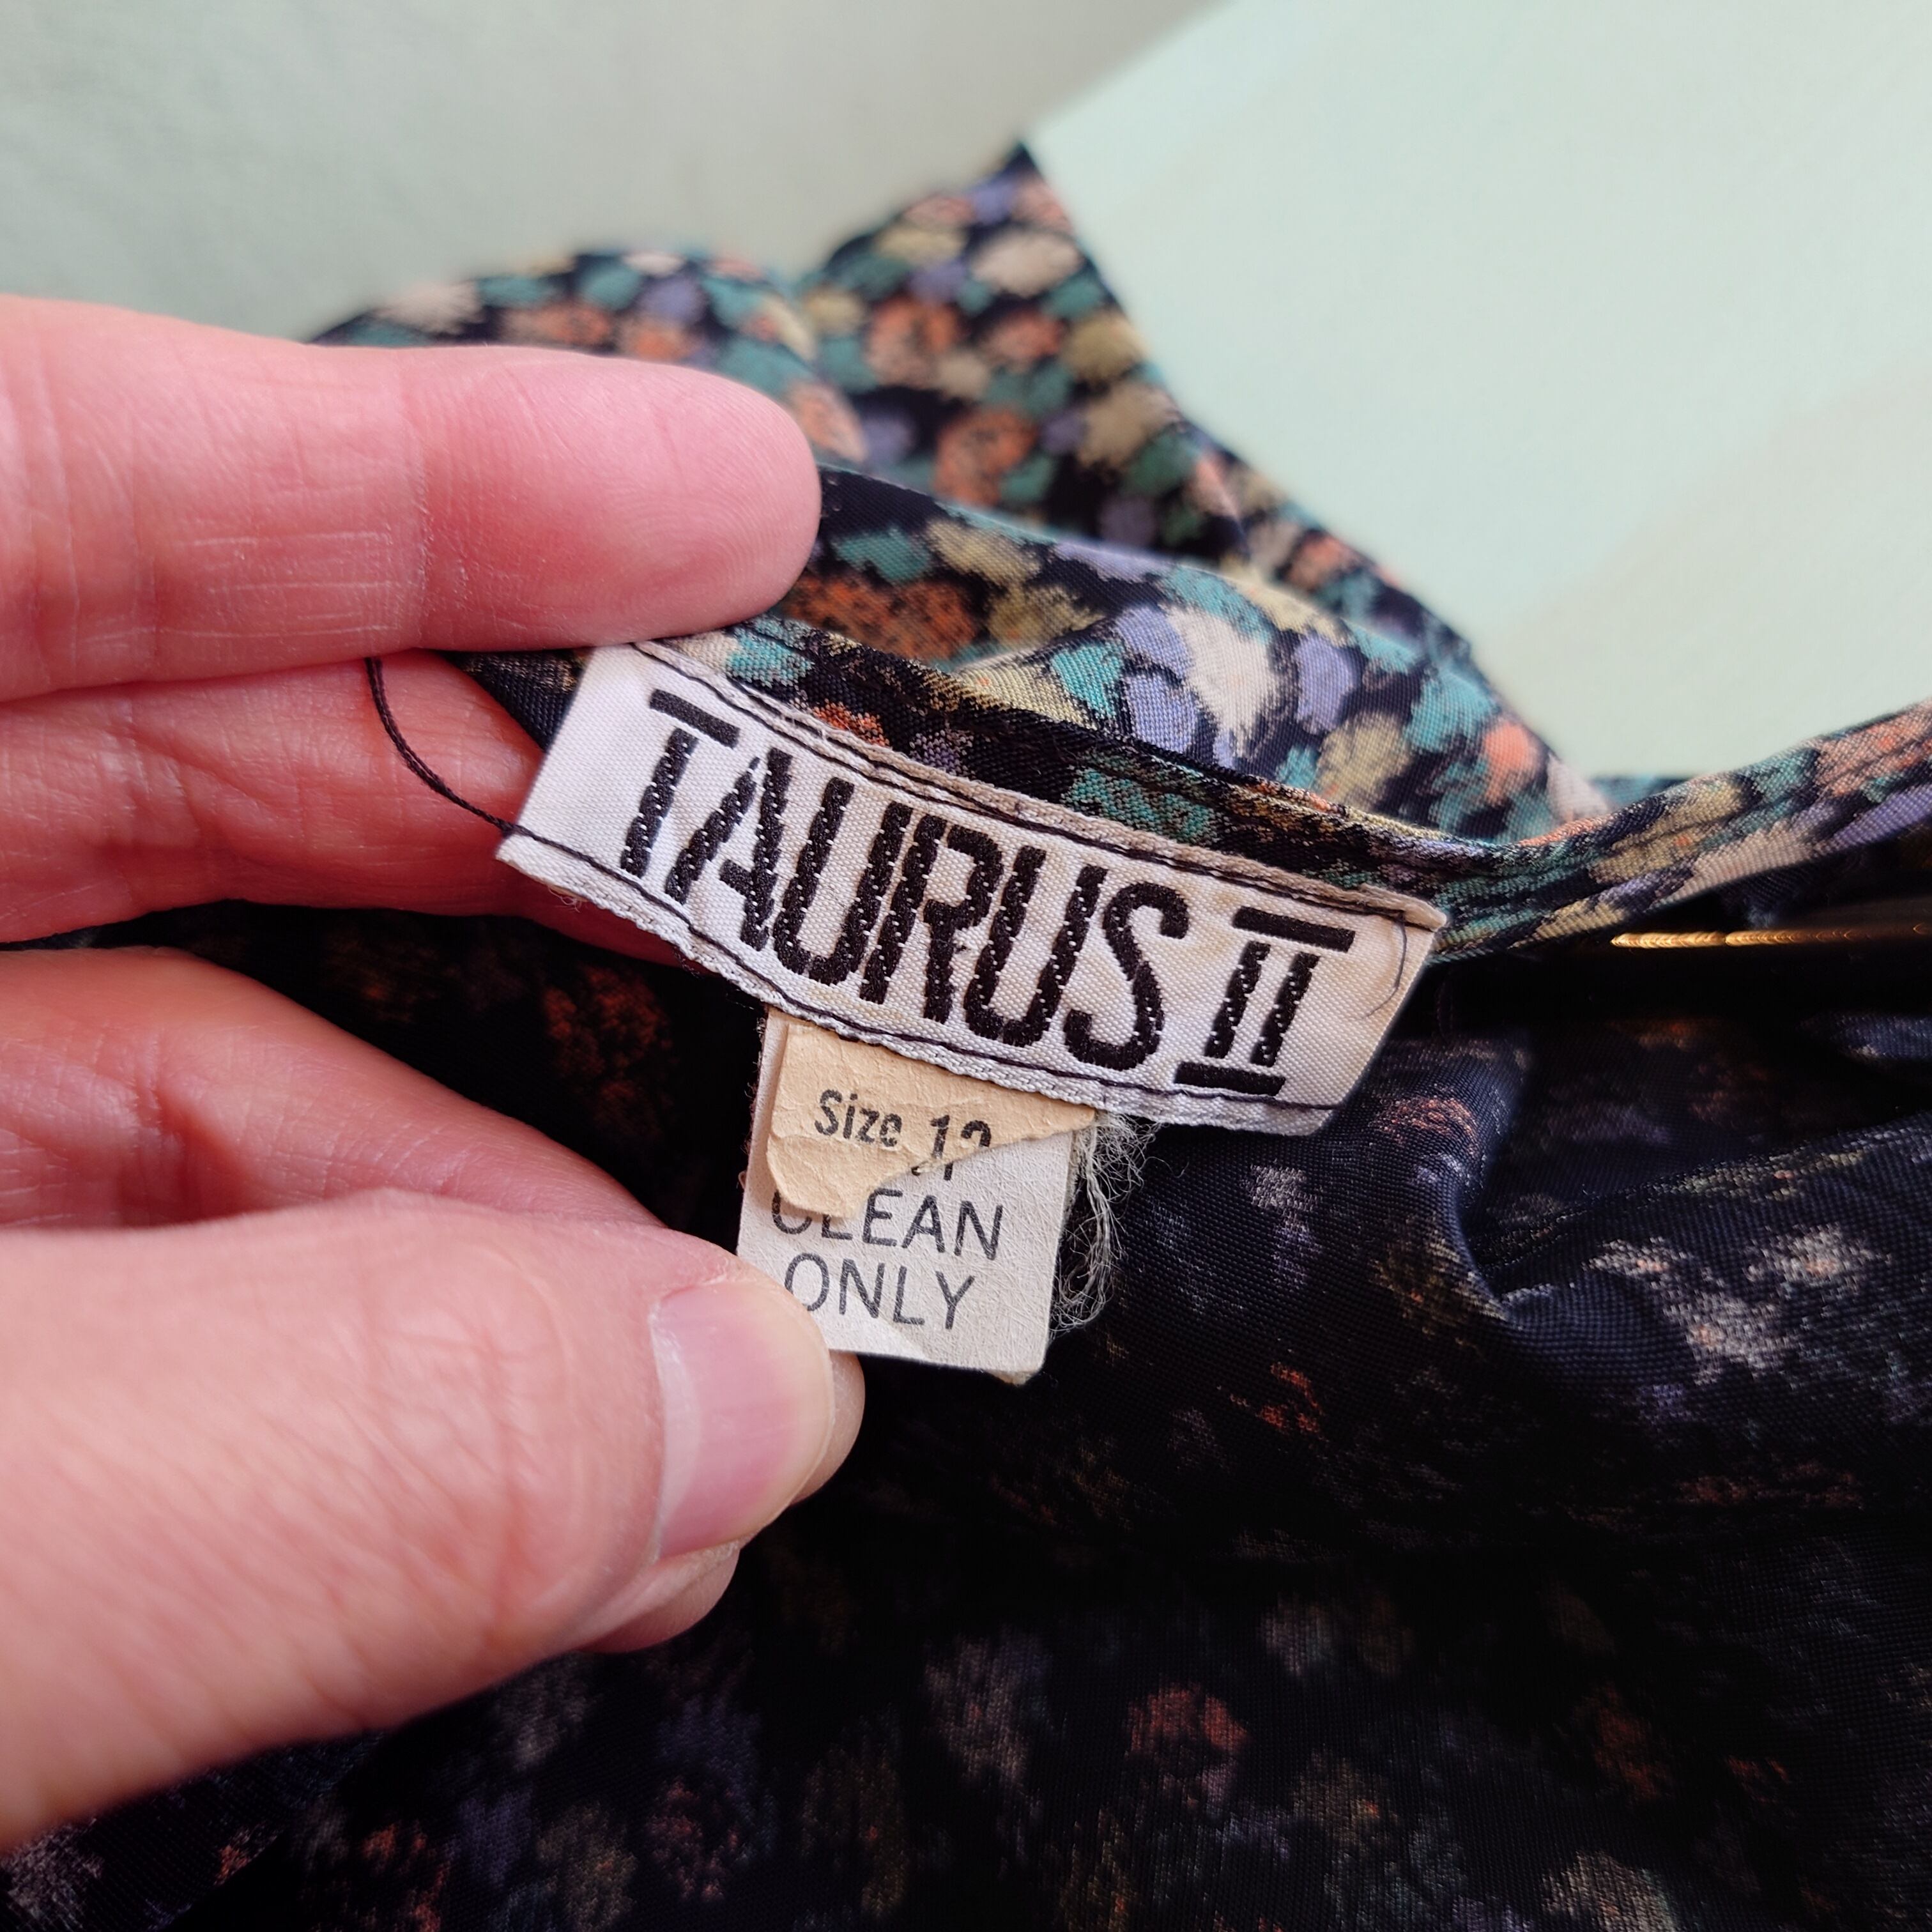 TAURUS II
Size 12
CLEAN
ONLY